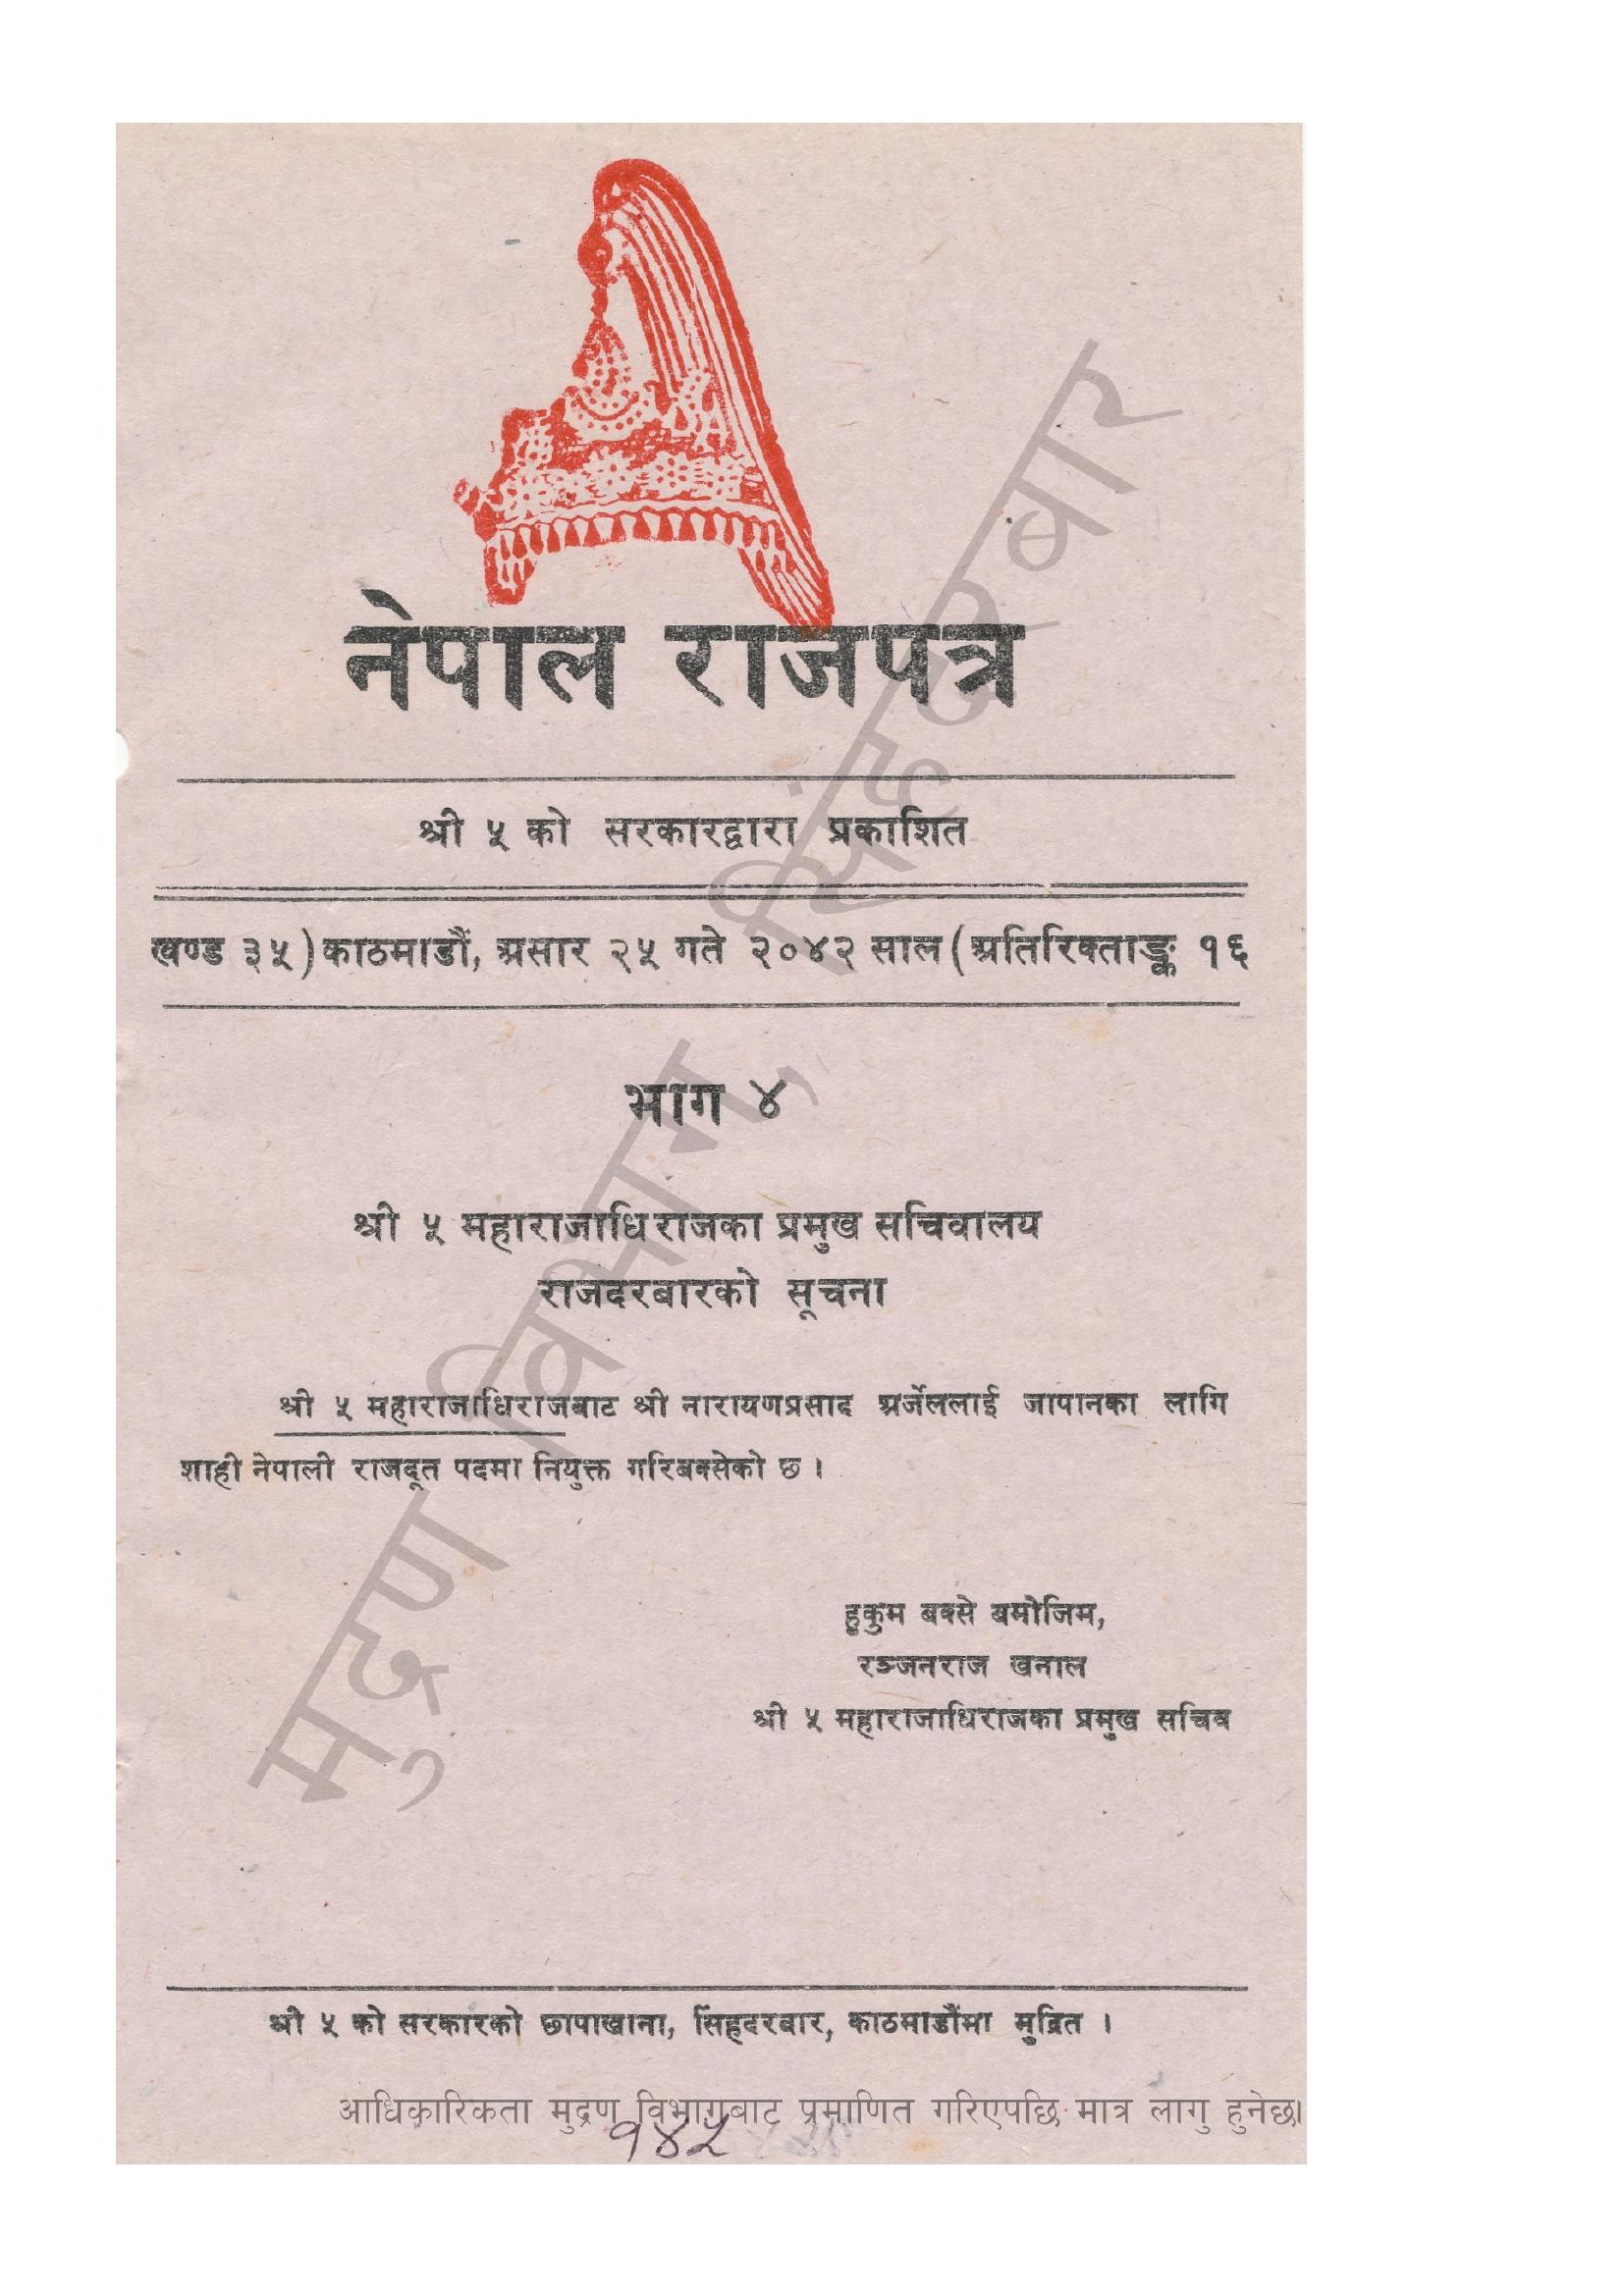 नेपाल राजपत्र
श्री ५ को सरकारद्वारा प्रकाशित
खण्ड ३५) काठमाडौं, असार २५ गते २०४२ साल (अतिरिक्ताङ्क १६
भाग ४
श्री ५ महाराजाधिराजका प्रमुख सचिवालय
राजदरबारको सूचना
श्री ५ महाराजाधिराजबाट श्री नारायणप्रसाद अर्जेललाई जापानका लागि
शाही नेपाली राजदूत पदमा नियुक्त गरिबक्सेको छ ।
हुकुम बक्से बमोजिम,
रञ्जनराज खनाल
श्री ५ महाराजाधिराजका प्रमुख सचिव
श्री ५ को सरकारको छापाखाना, सिंहदरबार, काठमाडौंमा मुद्रित ।
आधिकारिकता मुद्रण विभागबाट प्रमाणित गरिएपछि मात्र लागु हुनेछ।
१४५
मुद्रण विभाग, सिंहदरबार